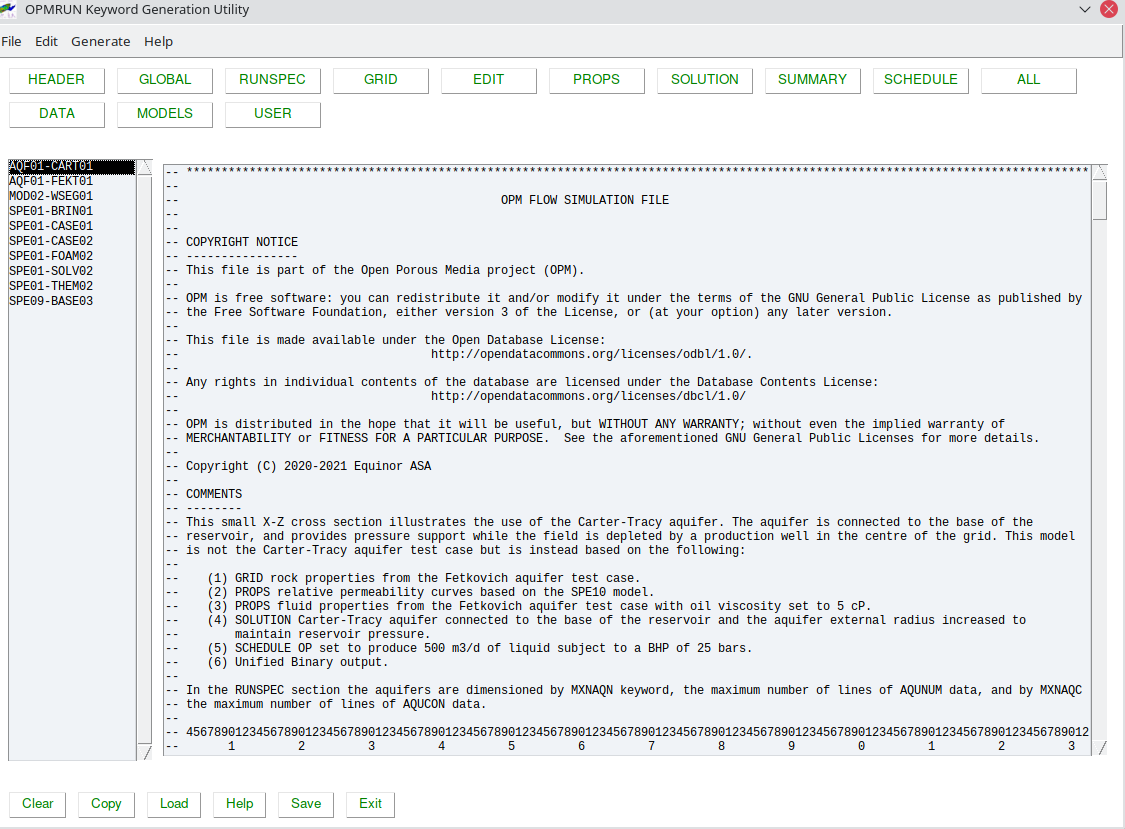 OPMRUN Keyword Generation Utility
File Edit Generate Help
HEADER GLOBAL RUNSPEC GRID EDIT PROPS SOLUTION SUMMARY SCHEDULE ALL
DATA MODELS USER
AQF01-CART01
AQF01-FEKT01
MOD02-WSEG01
SPE01-BRIN01
SPE01-CASE01
SPE01-CASE02
SPE01-FOAM02
SPE01-SOLV02
SPE01-THEM02
SPE09-BASE03
-- *********************************************************************************************************************************
--
-- OPM FLOW SIMULATION FILE
--
--
-- COPYRIGHT NOTICE
-- ----------------
-- This file is part of the Open Porous Media project (OPM).
--
-- OPM is free software: you can redistribute it and/or modify it under the terms of the GNU General Public License as published by
-- the Free Software Foundation, either version 3 of the License, or (at your option) any later version.
--
-- This file is made available under the Open Database License:
-- http://opendatacommons.org/licenses/odbl/1.0/.
--
-- Any rights in individual contents of the database are licensed under the Database Contents License:
-- http://opendatacommons.org/licenses/dbcl/1.0/
--
-- OPM is distributed in the hope that it will be useful, but WITHOUT ANY WARRANTY; without even the implied warranty of
-- MERCHANTABILITY or FITNESS FOR A PARTICULAR PURPOSE.  See the aforementioned GNU General Public Licenses for more details.
--
-- Copyright (C) 2020-2021 Equinor ASA
--
-- COMMENTS
-- --------
-- This small X-Z cross section illustrates the use of the Carter-Tracy aquifer. The aquifer is connected to the base of the
-- reservoir, and provides pressure support while the field is depleted by a production well in the centre of the grid. This model
-- is not the Carter-Tracy aquifer test case but is instead based on the following:
--
-- (1) GRID rock properties from the Fetkovich aquifer test case.
-- (2) PROPS relative permeability curves based on the SPE10 model.
-- (3) PROPS fluid properties from the Fetkovich aquifer test case with oil viscosity set to 5 cP.
-- (4) SOLUTION Carter-Tracy aquifer connected to the base of the reservoir and the aquifer external radius increased to
-- maintain reservoir pressure.
-- (5) SCHEDULE OP set to produce 500 m3/d of liquid subject to a BHP of 25 bars.
-- (6) Unified Binary output.
--
-- In the RUNSPEC section the aquifers are dimensioned by MXNAQN keyword, the maximum number of lines of AQUNUM data, and by MXNAQC
-- the maximum number of lines of AQUCON data.
--
-- 456789012345678901234567890123456789012345678901234567890123456789012345678901234567890123456789012345678901234567890123456789012
-- 1 2 3 4 5 6 7 8 9 0 1 2 3
Clear Copy Load Help Save Exit